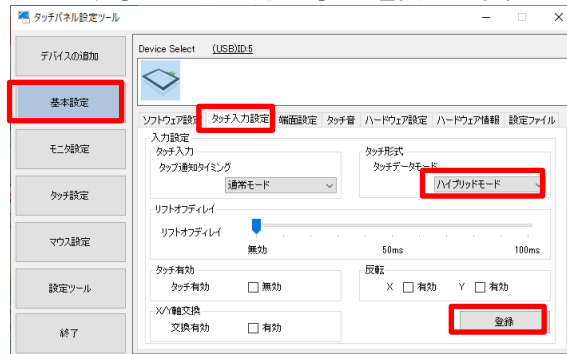 タッチパネル設定ツール
デバイスの追加
基本設定
モニタ設定
タッチ設定
マウス設定
設定ツール
終了
Device Select (USB)ID:5
ソフトウェア設定 タッチ入力設定 端面設定 タッチ音 ハードウェア設定 ハードウェア情報 設定ファイル
入力設定
タッチ入力
タップ通知タイミング
通常モード
タッチ形式
タッチデータモード
ハイブリッドモード
リフトオフディレイ
リフトオフディレイ
無効 50ms 100ms
タッチ有効
タッチ有効 無効
反転
X 有効 Y 有効
X/Y軸交換
交換有効 有効
登録